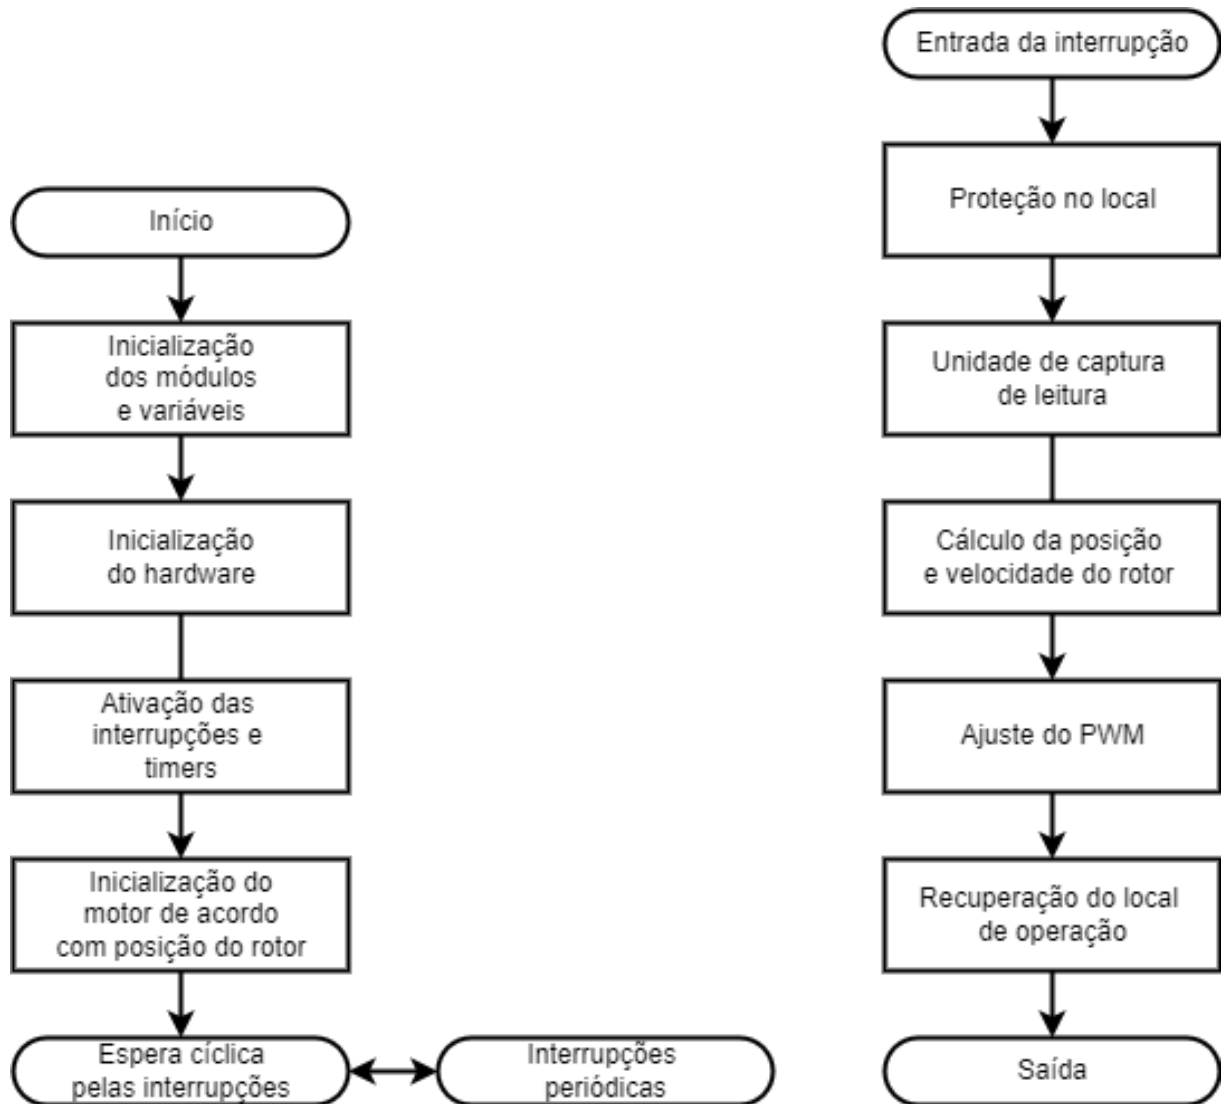 Início
Inicialização
dos módulos
e variáveis
Inicialização
do hardware
Ativação das
interrupções e
timers
Inicialização do
motor de acordo
com posição do rotor
Espera cíclica
pelas interrupções
Interrupções
periódicas
Entrada da interrupção
Proteção no local
Unidade de captura
de leitura
Cálculo da posição
e velocidade do rotor
Ajuste do PWM
Recuperação do local
de operação
Saída